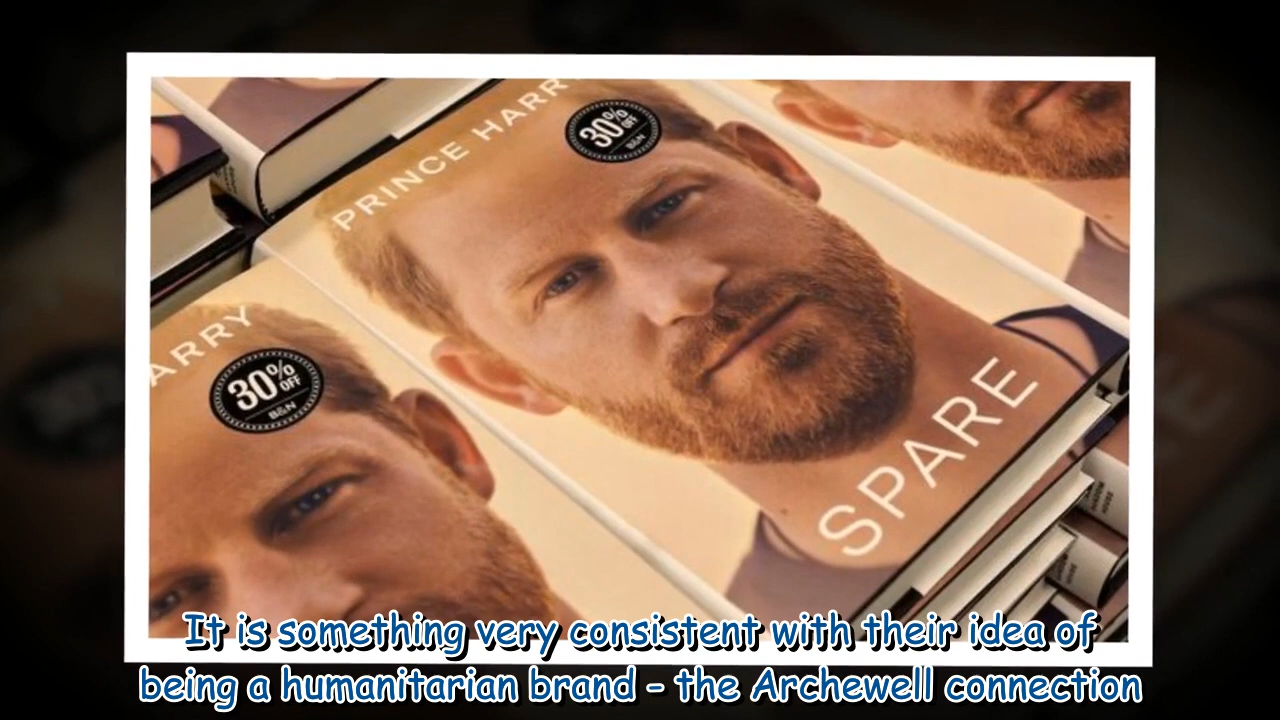 PRINCE HARRY
30%
OFF
B&N
ARRY
30%
OFF
B&N
SPARE
It is something very consistent with their idea of
being a humanitarian brand - the Archewell connection